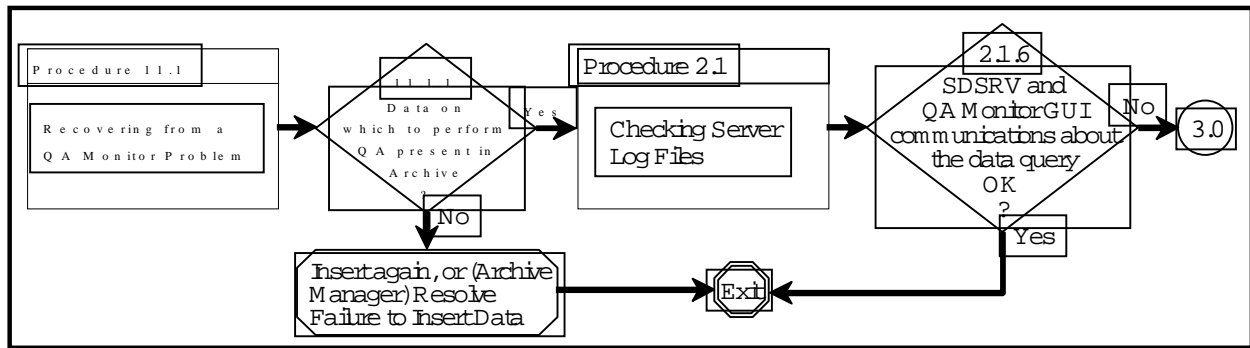 Procedure 11.1
Recovering from a
QA Monitor Problem
11.1.1
Data on
which to perform
QA present in
Archive
?
Yes
No
Insert again, or (Archive
Manager) Resolve
Failure to Insert Data
Procedure 2.1
Checking Server
Log Files
2.1.6
SDSRV and
QA Monitor GUI
communications about
the data query
OK
?
No
3.0
Yes
Exit